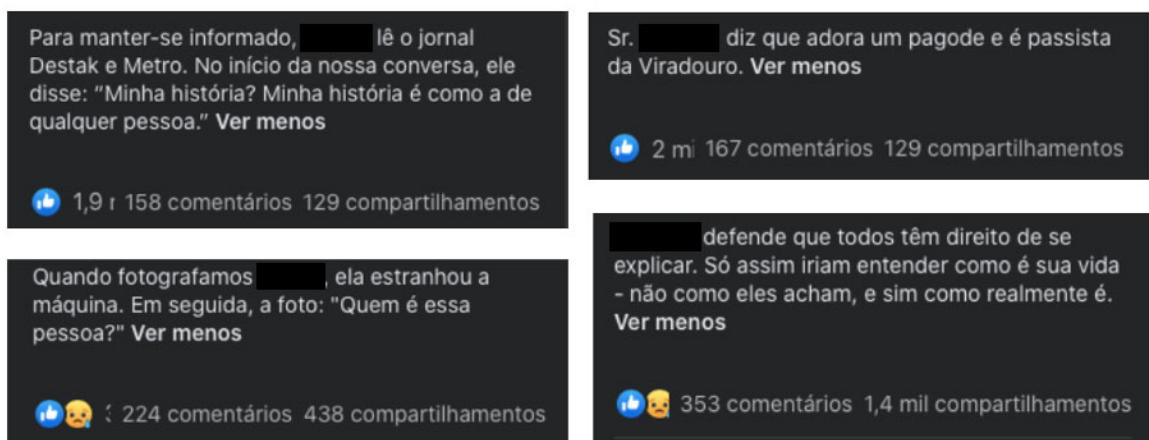 Para manter-se informado, lê o jornal
Destak e Metro. No início da nossa conversa, ele
disse: “Minha história? Minha história é como a de
qualquer pessoa.” Ver menos
1,9 158 comentários 129 compartilhamentos
Sr. diz que adora um pagode e é passista
da Viradouro. Ver menos
2 mi 167 comentários 129 compartilhamentos
Quando fotografamos , ela estranhou a
máquina. Em seguida, a foto: "Quem é essa
pessoa?" Ver menos
224 comentários 438 compartilhamentos
defende que todos têm direito de se
explicar. Só assim iriam entender como é sua vida
- não como eles acham, e sim como realmente é.
Ver menos
353 comentários 1,4 mil compartilhamentos